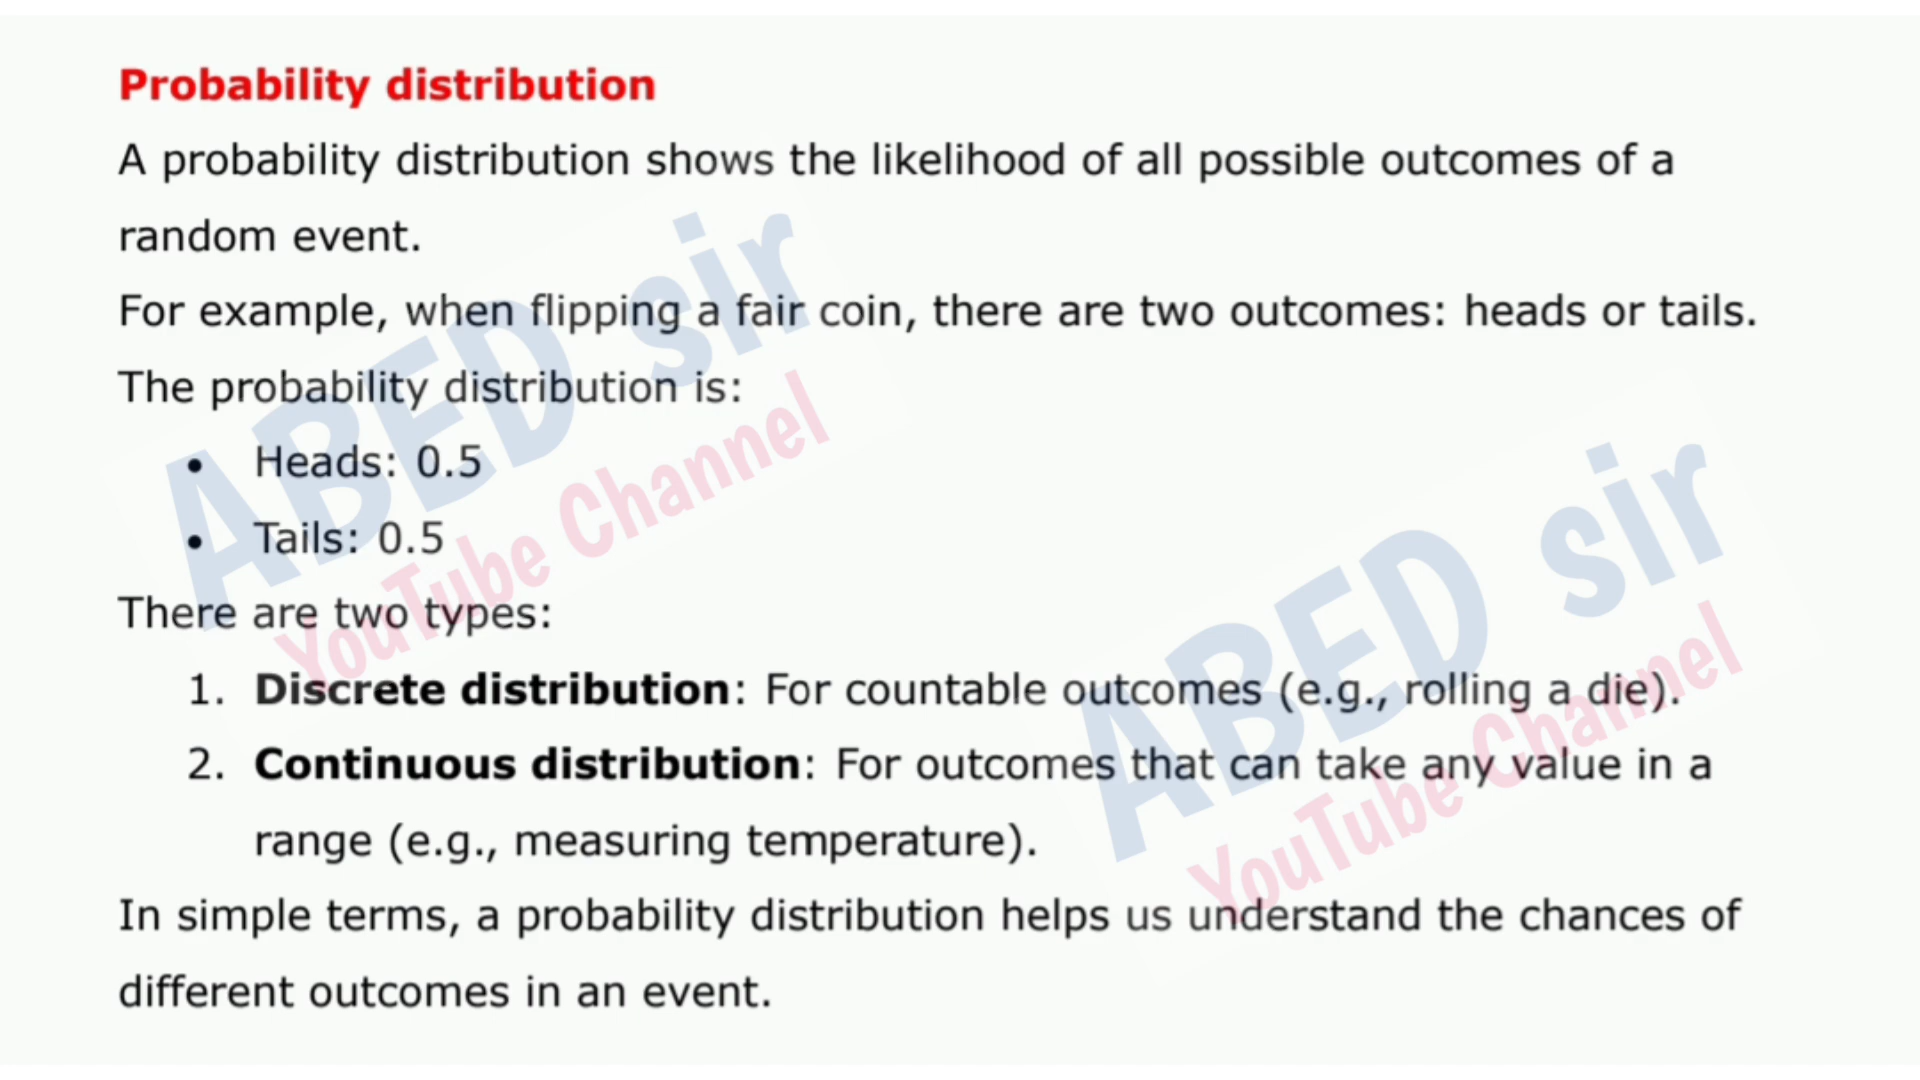 Probability distribution
A probability distribution shows the likelihood of all possible outcomes of a
random event.
For example, when flipping a fair coin, there are two outcomes: heads or tails.
The probability distribution is:
• Heads: 0.5
• Tails: 0.5
There are two types:
1. Discrete distribution: For countable outcomes (e.g., rolling a die).
2. Continuous distribution: For outcomes that can take any value in a
range (e.g., measuring temperature).
In simple terms, a probability distribution helps us understand the chances of
different outcomes in an event.
ABED sir
YouTube Channel
ABED sir
YouTube Channel